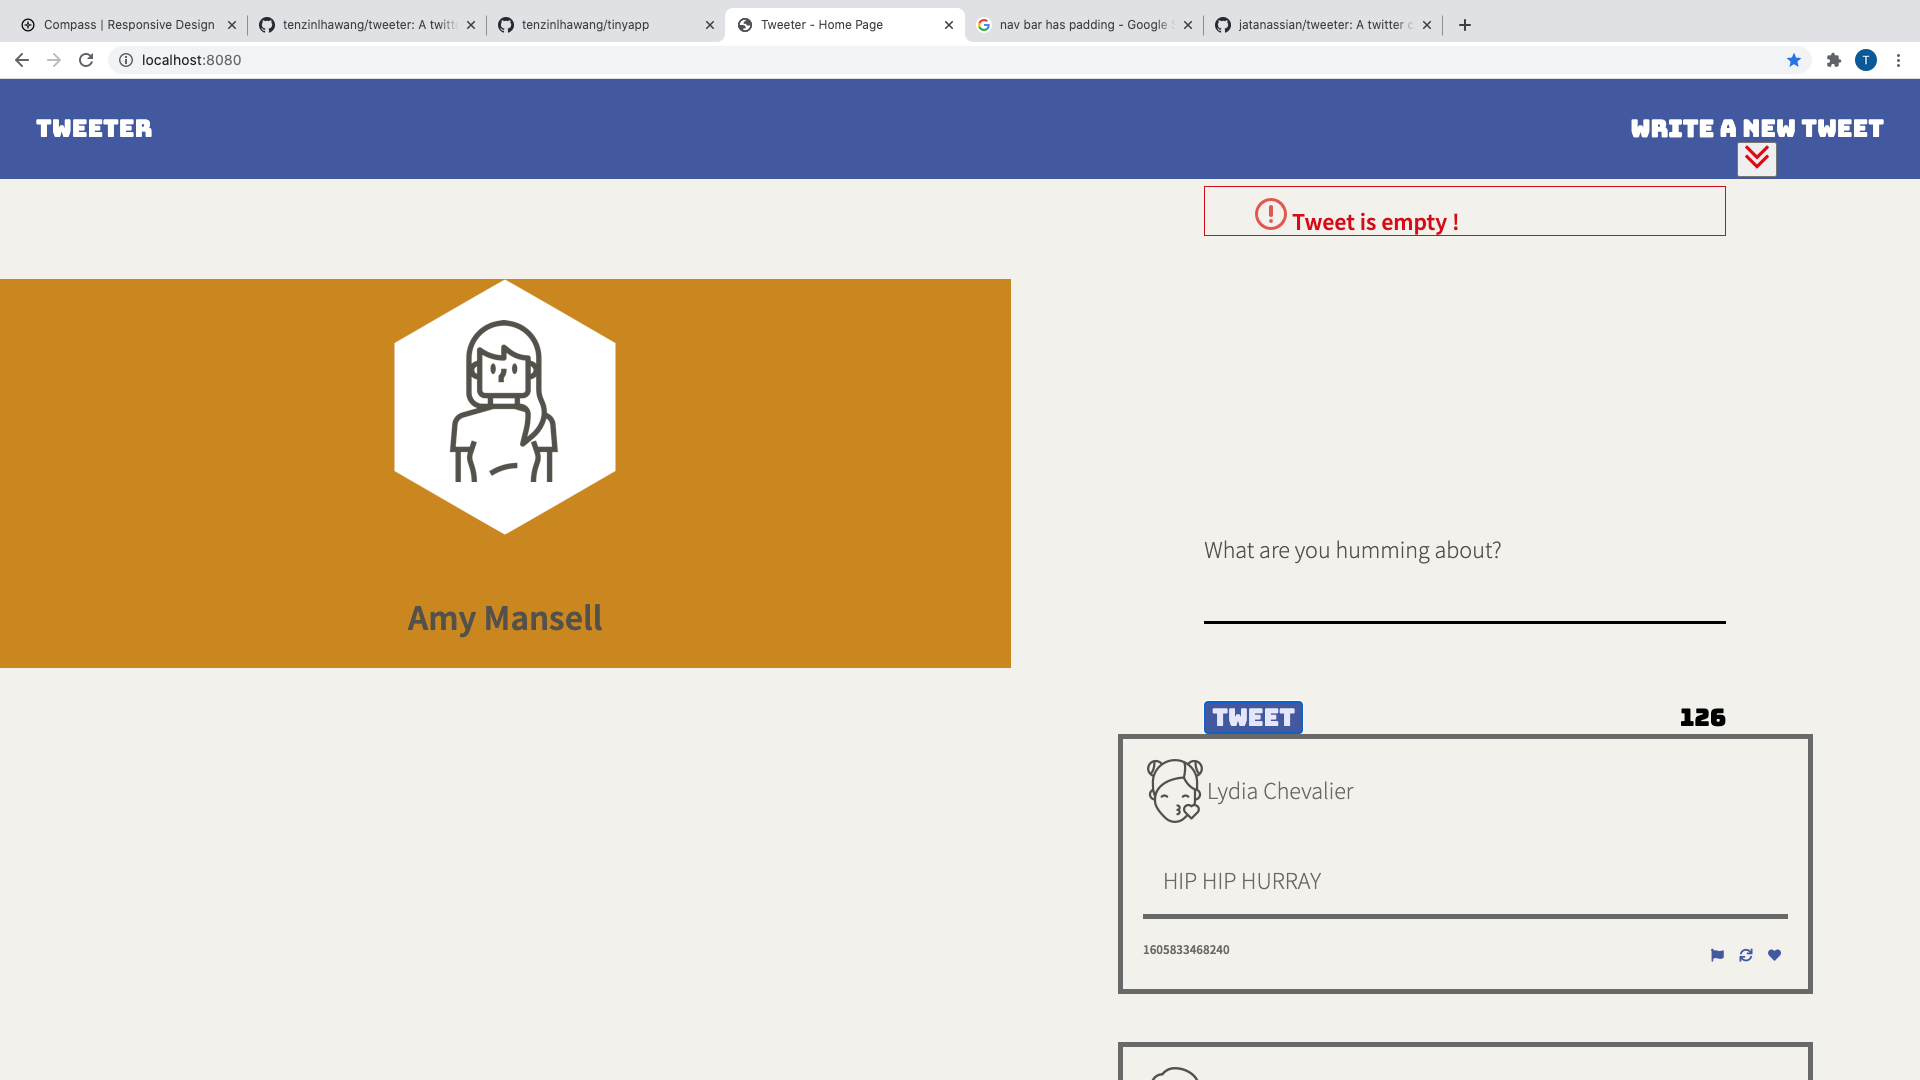 Compass | Responsive Design
tenzinlhawang/tweeter: A twitt
tenzinlhawang/tinyapp
Tweeter - Home Page
nav bar has padding - Google
jatanassian/tweeter: A twitter
localhost:8080
T
TWEETER
WRITE A NEW TWEET
Tweet is empty !
What are you humming about?
Amy Mansell
TWEET
126
Lydia Chevalier
HIP HIP HURRAY
1605833468240